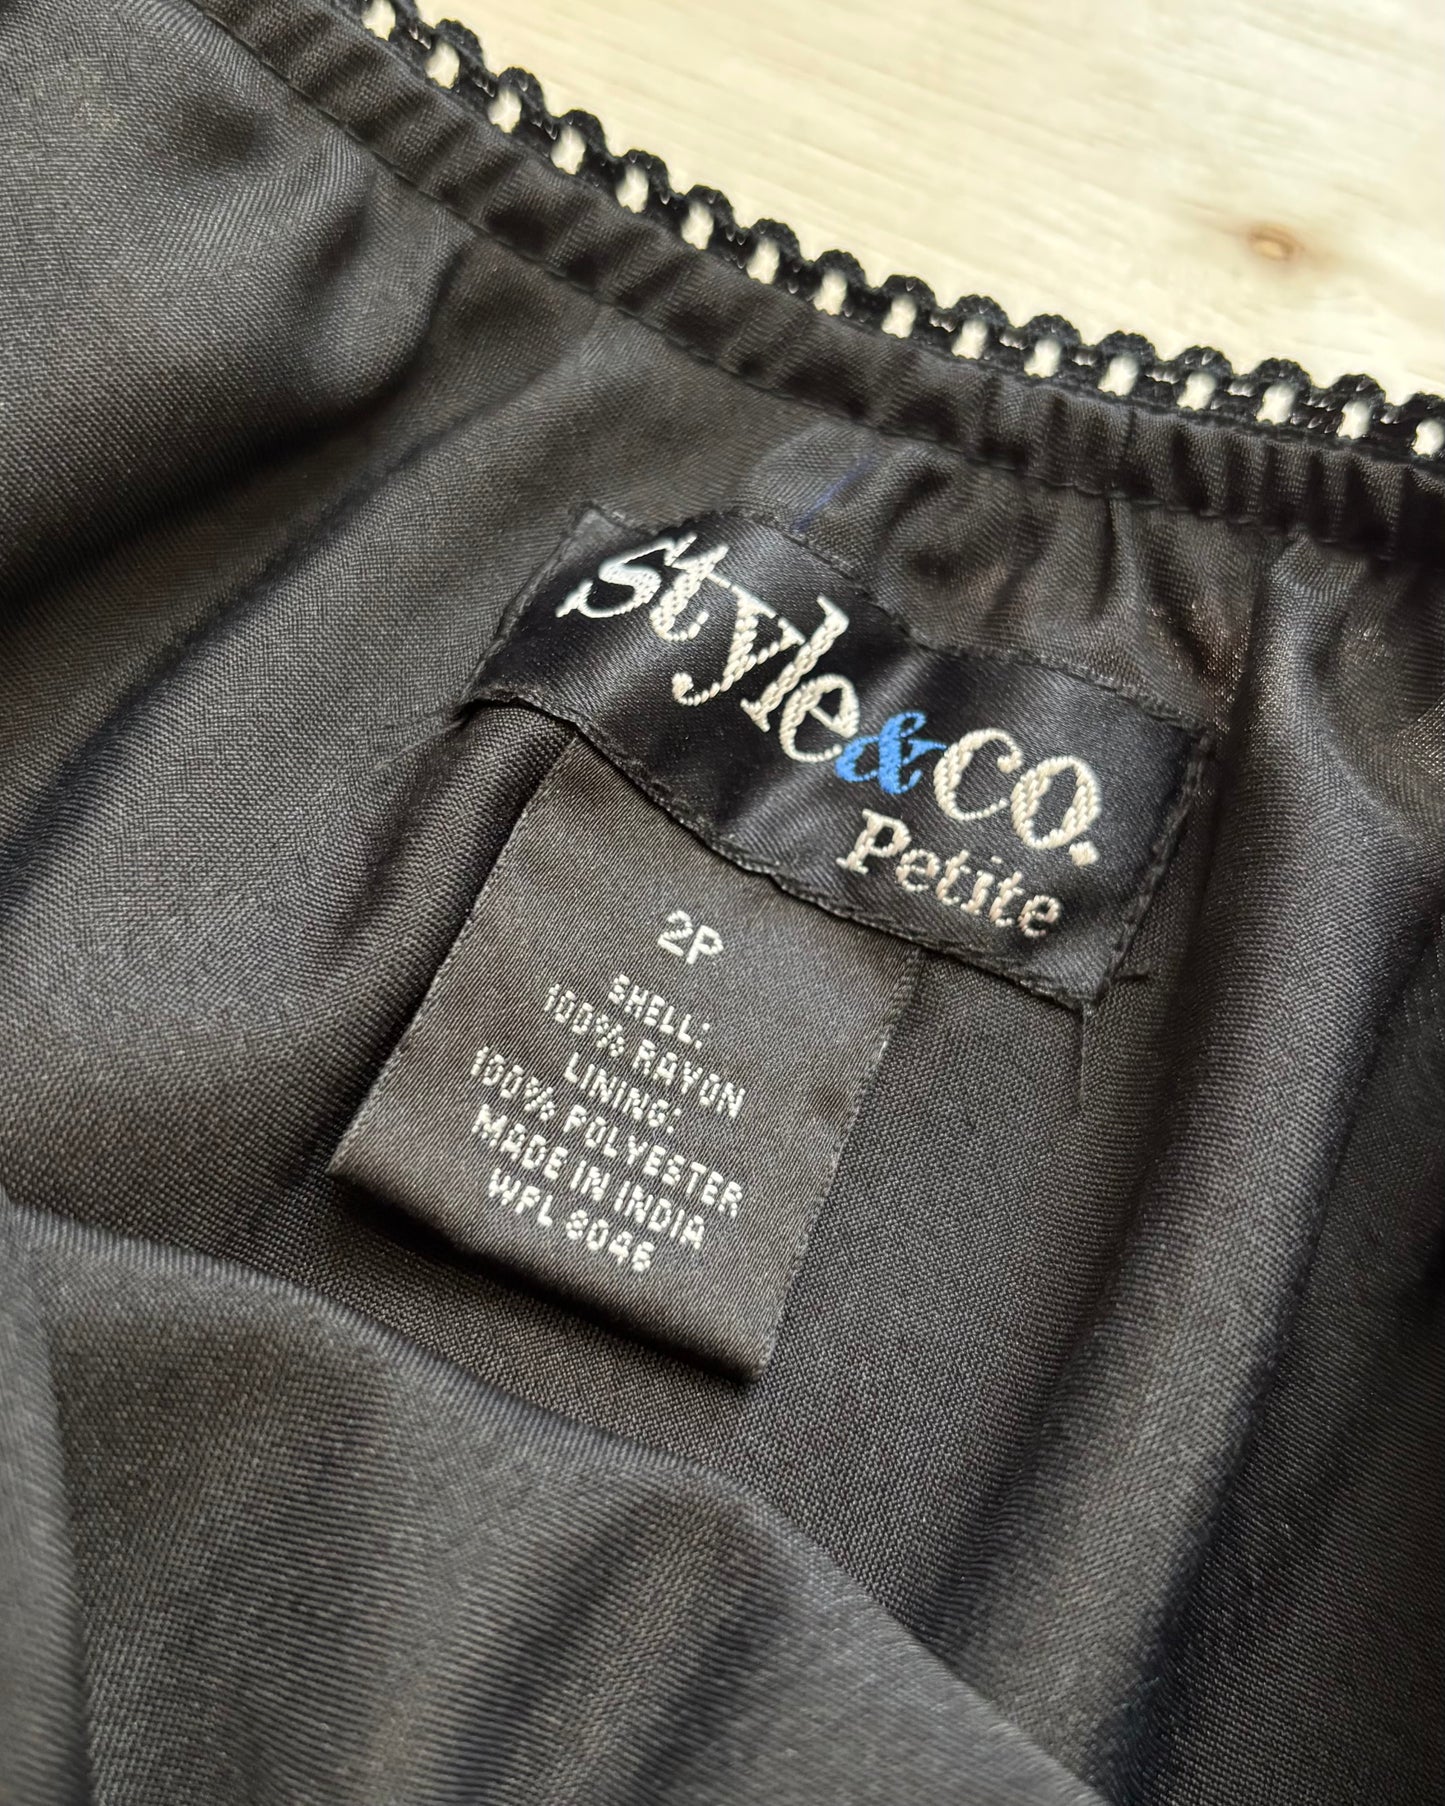 style&co.
Petite
2P
SHELL:
100% RAYON
LINING:
100% POLYESTER
MADE IN INDIA
WPL 8046